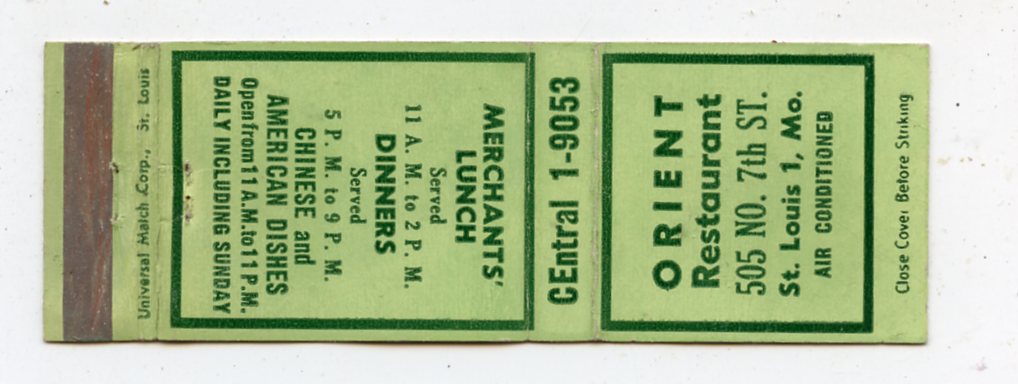 Close Cover Before Striking
ORIENT
Restaurant
505 NO. 7th ST.
St. Louis 1, Mo.
AIR CONDITIONED
CEntral 1-9053
MERCHANTS'
LUNCH
Served
11 A. M. to 2 P. M.
DINNERS
Served
5 P. M. to 9 P. M.
CHINESE and
AMERICAN DISHES
Open from 11 A.M. to 11 P.M.
DAILY INCLUDING SUNDAY
Universal Match Corp., St. Louis